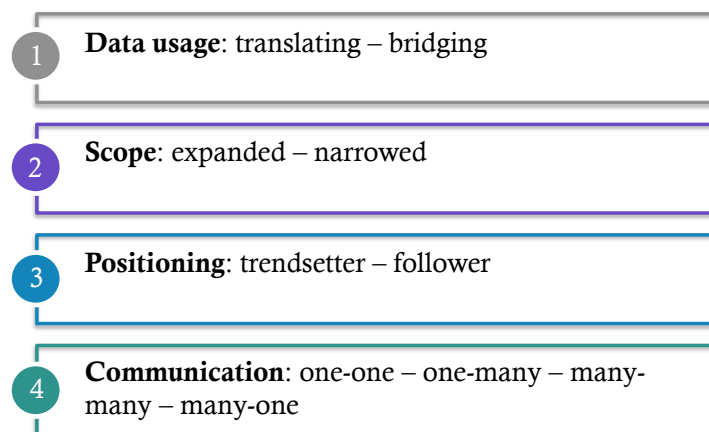 1
Data usage: translating – bridging
2
Scope: expanded – narrowed
3
Positioning: trendsetter – follower
4
Communication: one-one – one-many – many-
many – many-one